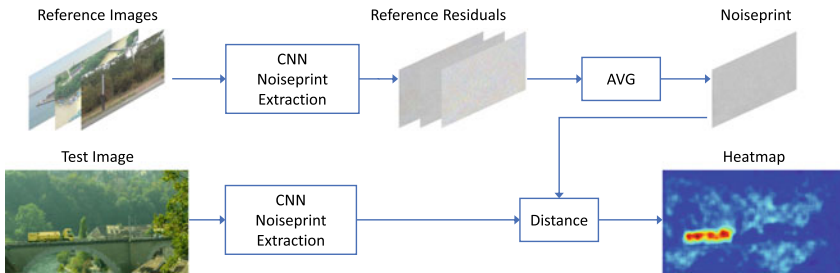 Reference Images
Reference Residuals
Noiseprint
CNN
Noiseprint
Extraction
AVG
Test Image
Heatmap
CNN
Noiseprint
Extraction
Distance